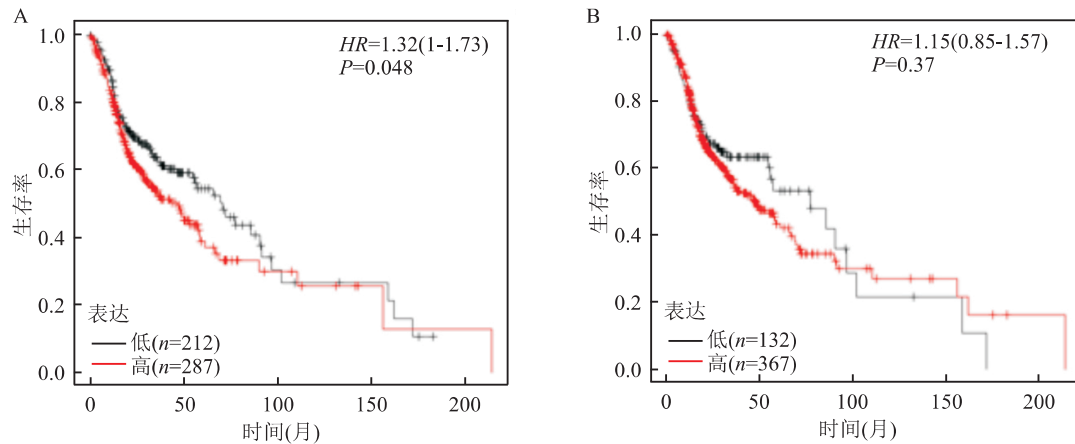 A
HR=1.32(1-1.73)
P=0.048
1.0
0.8
0.6
0.4
0.2
0.0
生存率
表达
低(n=212)
高(n=287)
0 50 100 150 200
时间(月)
B
HR=1.15(0.85-1.57)
P=0.37
1.0
0.8
0.6
0.4
0.2
0.0
生存率
表达
低(n=132)
高(n=367)
0 50 100 150 200
时间(月)